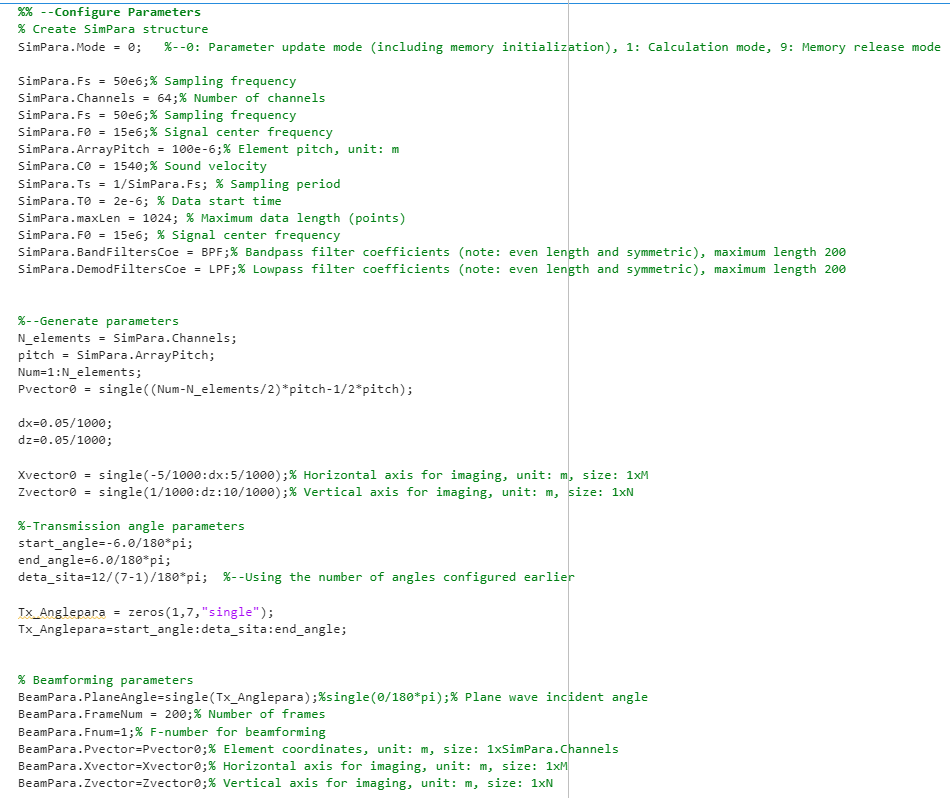 %% --Configure Parameters
% Create SimPara structure
SimPara.Mode = 0;   %--0: Parameter update mode (including memory initialization), 1: Calculation mode, 9: Memory release mode
SimPara.Fs = 50e6;% Sampling frequency
SimPara.Channels = 64;% Number of channels
SimPara.Fs = 50e6;% Sampling frequency
SimPara.F0 = 15e6;% Signal center frequency
SimPara.ArrayPitch = 100e-6;% Element pitch, unit: m
SimPara.C0 = 1540;% Sound velocity
SimPara.Ts = 1/SimPara.Fs; % Sampling period
SimPara.T0 = 2e-6; % Data start time
SimPara.maxLen = 1024; % Maximum data length (points)
SimPara.F0 = 15e6; % Signal center frequency
SimPara.BandFiltersCoe = BPF;% Bandpass filter coefficients (note: even length and symmetric), maximum length 200
SimPara.DemodFiltersCoe = LPF;% Lowpass filter coefficients (note: even length and symmetric), maximum length 200
%--Generate parameters
N_elements = SimPara.Channels;
pitch = SimPara.ArrayPitch;
Num=1:N_elements;
Pvector0 = single((Num-N_elements/2)*pitch-1/2*pitch);
dx=0.05/1000;
dz=0.05/1000;
Xvector0 = single(-5/1000:dx:5/1000);% Horizontal axis for imaging, unit: m, size: 1xM
Zvector0 = single(1/1000:dz:10/1000);% Vertical axis for imaging, unit: m, size: 1xN
%-Transmission angle parameters
start_angle=-6.0/180*pi;
end_angle=6.0/180*pi;
deta_sita=12/(7-1)/180*pi;  %--Using the number of angles configured earlier
Tx_Anglepara = zeros(1,7,"single");
Tx_Anglepara=start_angle:deta_sita:end_angle;
% Beamforming parameters
BeamPara.PlaneAngle=single(Tx_Anglepara);%single(0/180*pi);% Plane wave incident angle
BeamPara.FrameNum = 200;% Number of frames
BeamPara.Fnum=1;% F-number for beamforming
BeamPara.Pvector=Pvector0;% Element coordinates, unit: m, size: 1xSimPara.Channels
BeamPara.Xvector=Xvector0;% Horizontal axis for imaging, unit: m, size: 1xM
BeamPara.Zvector=Zvector0;% Vertical axis for imaging, unit: m, size: 1xN